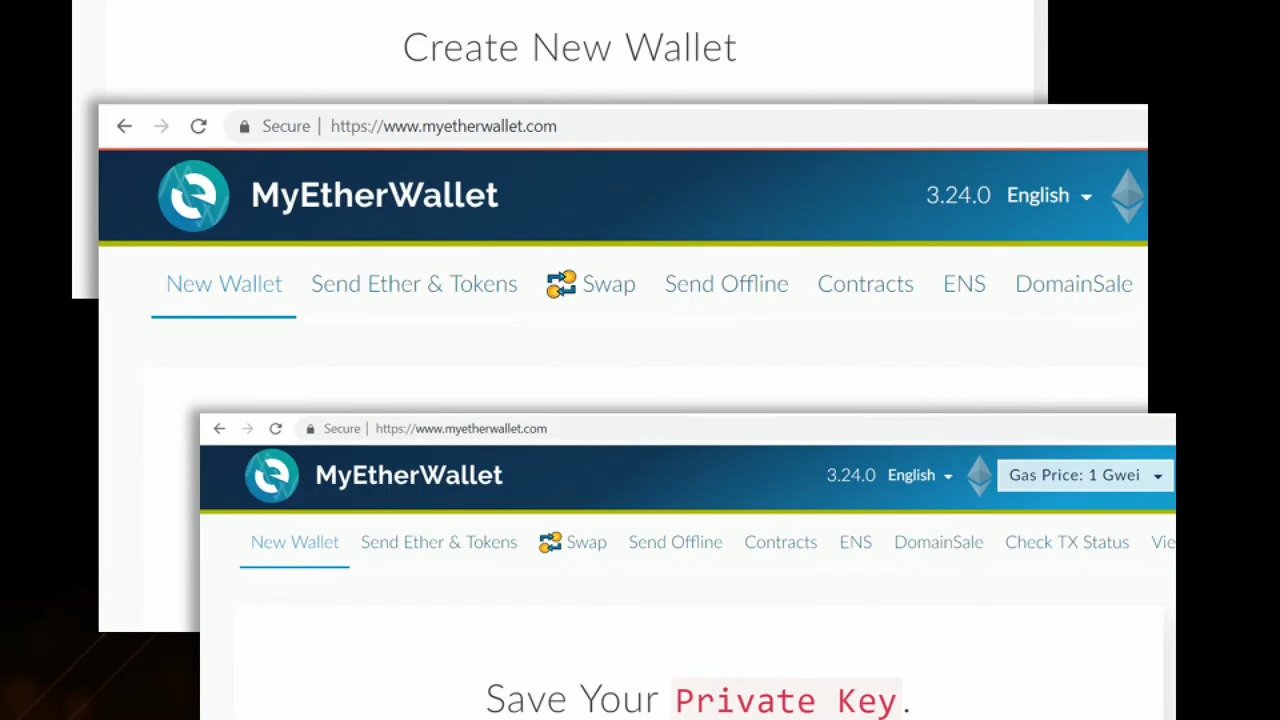 Create New Wallet
Secure | https://www.myetherwallet.com
MyEtherWallet 3.24.0 English
New Wallet Send Ether & Tokens Swap Send Offline Contracts ENS DomainSale
Secure | https://www.myetherwallet.com
MyEtherWallet 3.24.0 English Gas Price: 1 Gwei
New Wallet Send Ether & Tokens Swap Send Offline Contracts ENS DomainSale Check TX Status Vie
Save Your Private Key.